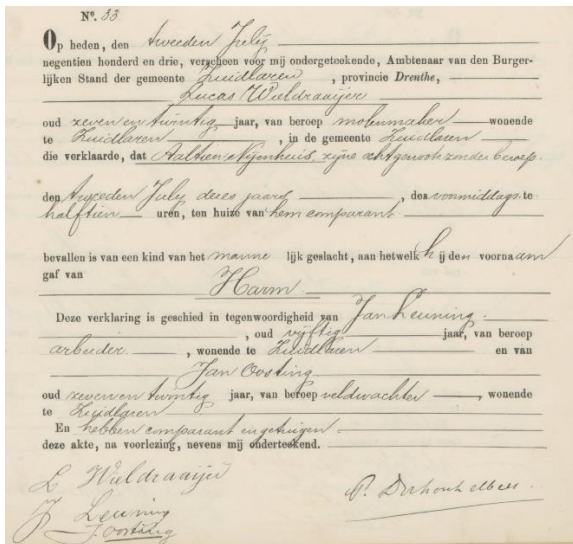 No. 33
Op heden, den tweeden July
negentien honderd en drie, verscheen voor mij ondergeteekende, Ambtenaar van den Burger-
lijken Stand der gemeente Zuidlaren, provincie Drenthe,
Lucas Wieldraaijer
oud zeven en twintig jaar, van beroep molenmaker wonende
te Zuidlaren, in de gemeente Zuidlaren
die verklaarde, dat Aaltien Nijenhuis, zijne echtgenoot zonder beroep.
den tweeden July dezes jaars, des voormiddags te
half tien uren, ten huize van hem comparant
bevallen is van een kind van het manne lijk geslacht, aan hetwelk h ij den voornaam
gaf van
Harm
Deze verklaring is geschied in tegenwoordigheid van Jan Leuning
, oud vijftig jaar, van beroep
arbeider, wonende te Zuidlaren en van
Jan Oosting
oud zeven en twintig jaar, van beroep veldwachter, wonende
te Zuidlaren
En hebben comparant en getuigen
deze akte, na voorlezing, nevens mij onderteekend.
L Wieldraaijer
J Leuning
J. Oosting